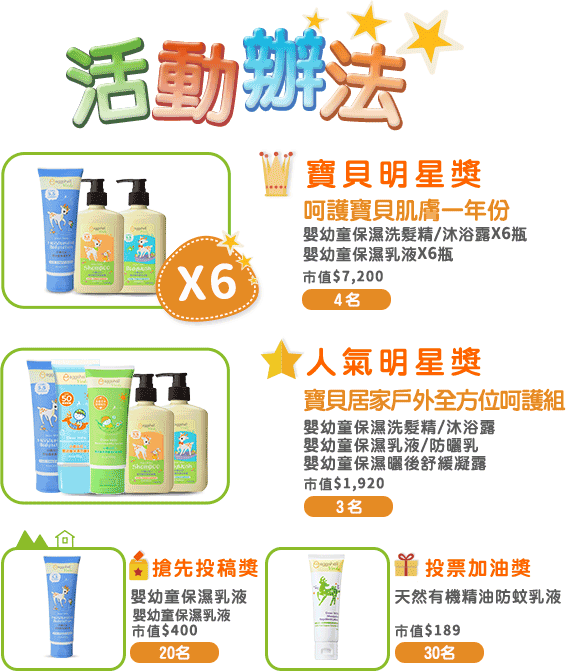 活動辦法
寶貝明星獎
呵護寶貝肌膚一年份
嬰幼童保濕洗髮精/沐浴露X6瓶
嬰幼童保濕乳液X6瓶
市值$7,200
4名
X6
人氣明星獎
寶貝居家戶外全方位呵護組
嬰幼童保濕洗髮精/沐浴露
嬰幼童保濕乳液/防曬乳
嬰幼童保濕曬後舒緩凝露
市值$1,920
3名
50
搶先投稿獎
嬰幼童保濕乳液
嬰幼童保濕乳液
市值$400
20名
投票加油獎
天然有機精油防蚊乳液
市值$189
30名